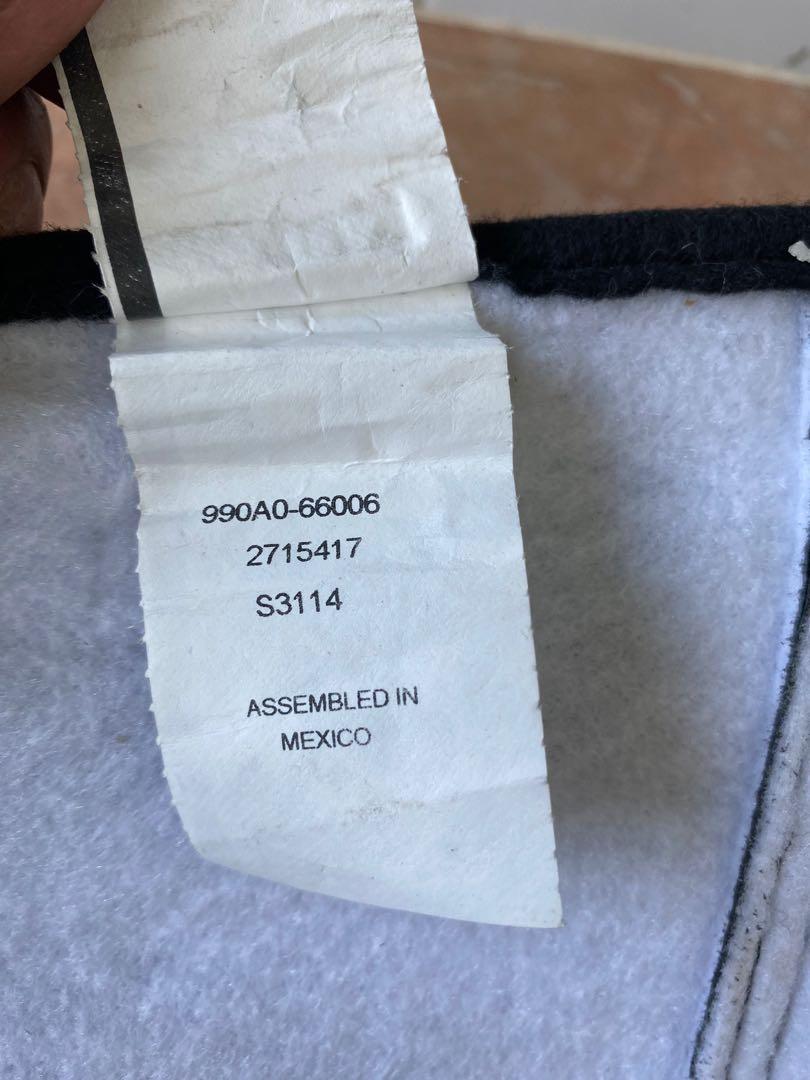 990A0-66006
2715417
S3114
ASSEMBLED IN
MEXICO